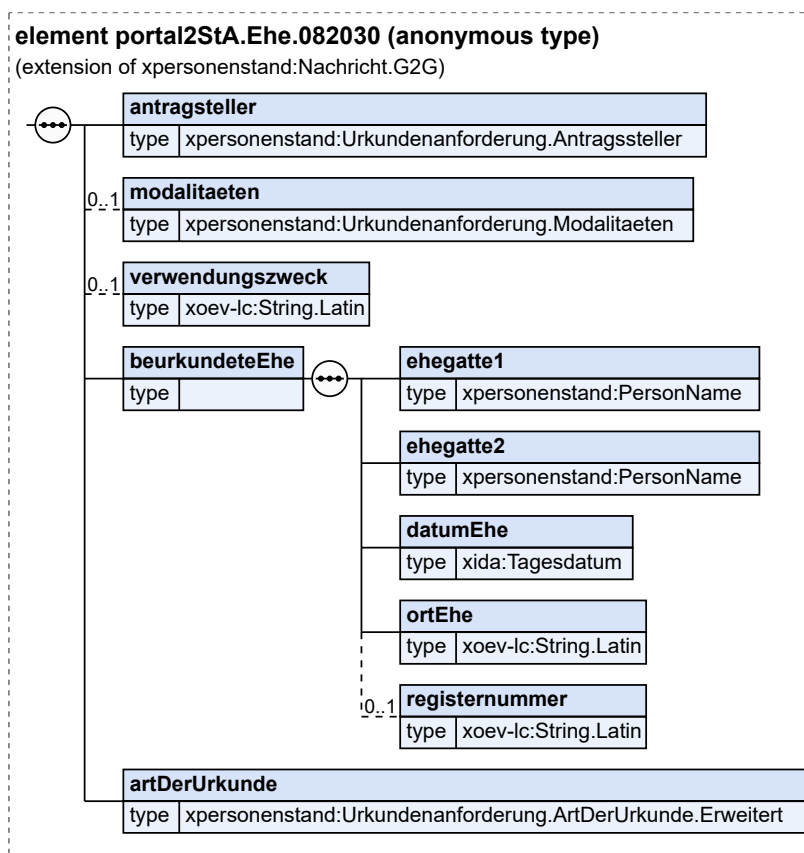 element portal2StA.Ehe.082030 (anonymous type)
(extension of xpersonenstand:Nachricht.G2G)
antragsteller
type xpersonenstand:Urkundenanforderung.Antragssteller
0..1
modalitaeten
type xpersonenstand:Urkundenanforderung.Modalitaeten
0..1
verwendungszweck
type xoev-lc:String.Latin
beurkundeteEhe
type
ehegatte1
type xpersonenstand:PersonName
ehegatte2
type xpersonenstand:PersonName
datumEhe
type xida:Tagesdatum
ortEhe
type xoev-lc:String.Latin
0..1
registernummer
type xoev-lc:String.Latin
artDerUrkunde
type xpersonenstand:Urkundenanforderung.ArtDerUrkunde.Erweitert